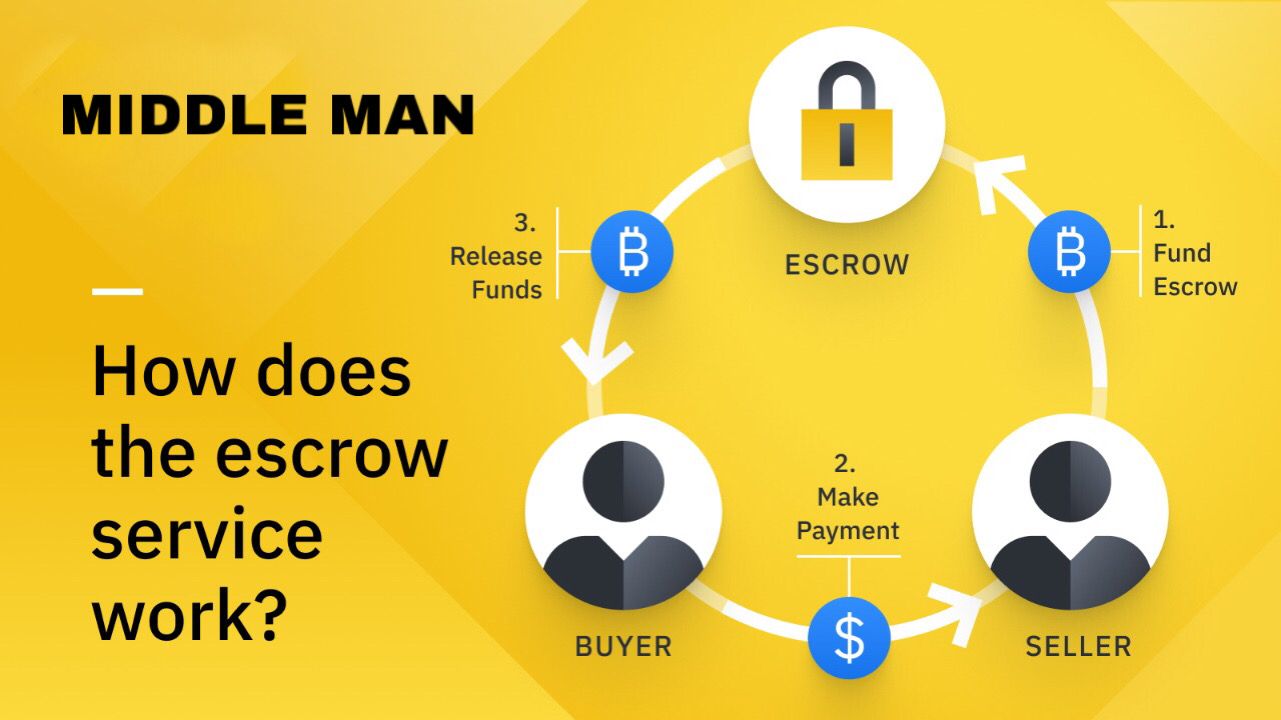 MIDDLE MAN
How does
the escrow
service
work?
ESCROW
1.
Fund
Escrow
2.
Make
Payment
3.
Release
Funds
BUYER
SELLER